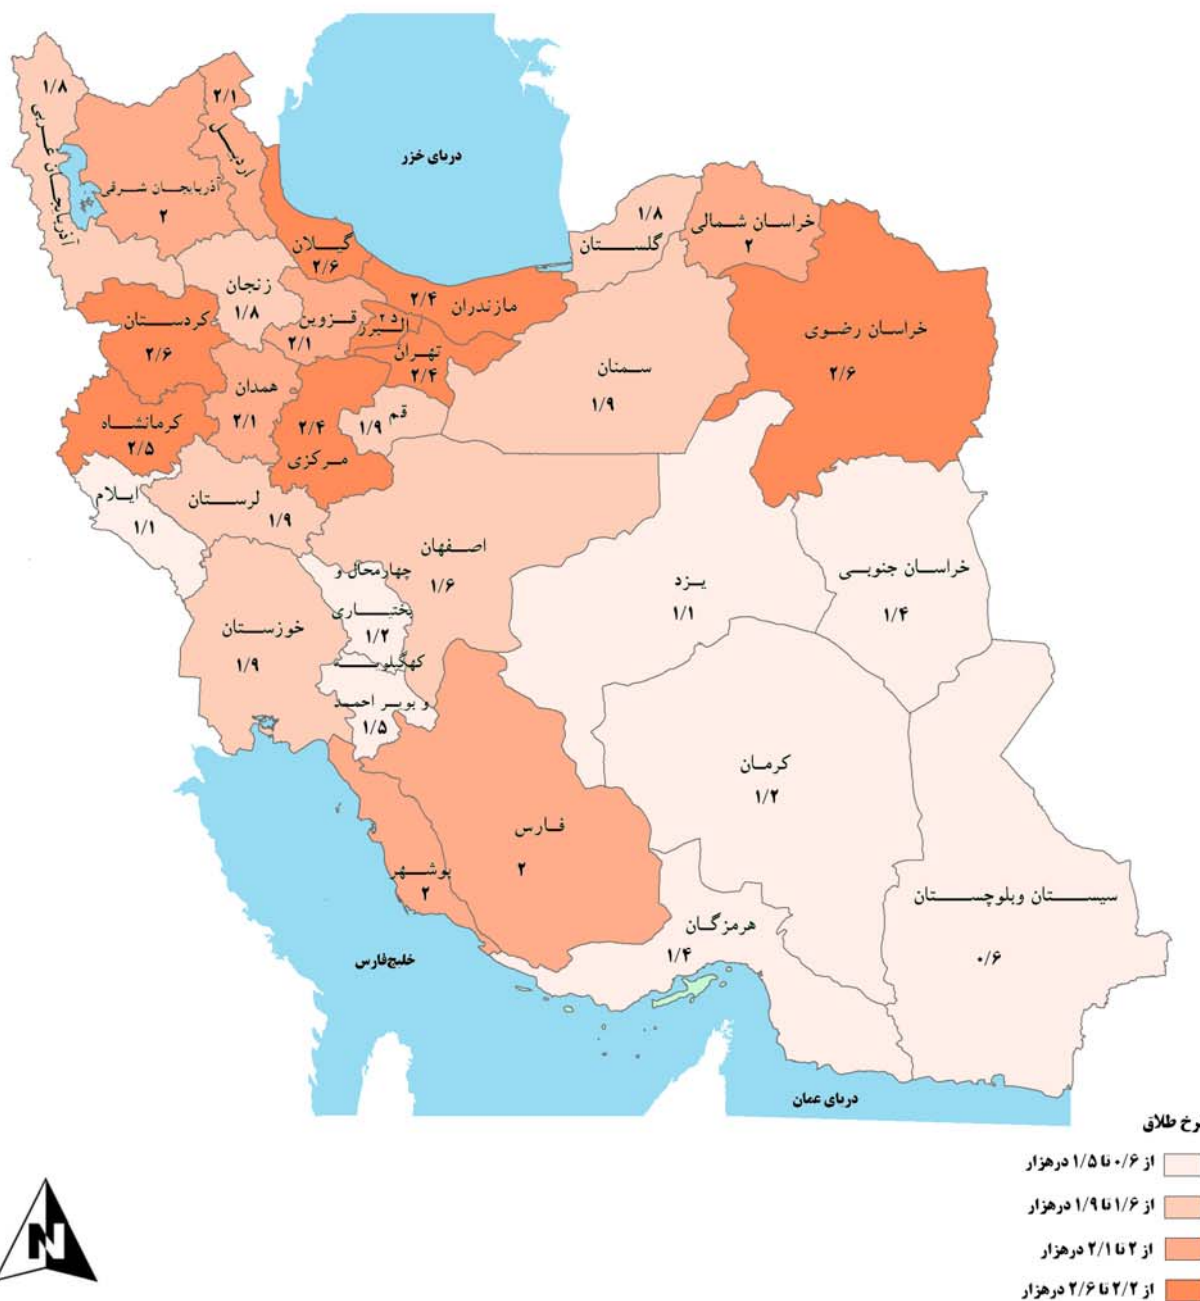 ۱/۸
آذربایجان غربی
۲/۱
اردبیل
دریای خزر
آذربایجان شرقی
۲
گیلان
۲/۶
۱/۸
گلستان
خراسان شمالی
۲
زنجان
۱/۸
۲/۴
مازندران
خراسان رضوی
۲/۶
کردستان
۲/۶
قزوین
۲/۱
البرز
تهران
۲/۴
سمنان
۱/۹
همدان
۲/۱
کرمانشاه
۲/۵
۲/۴
مرکزی
قم
۱/۹
ایلام
۱/۱
لرستان
۱/۹
اصفهان
۱/۶
چهارمحال و
بختیاری
۱/۲
یزد
۱/۱
خراسان جنوبی
۱/۴
خوزستان
۱/۹
کهگیلویه
و بویر احمد
۱/۵
کرمان
۱/۲
فارس
۲
بوشهر
۲
هرمزگان
۱/۴
سیستان وبلوچستان
۰/۶
خلیج‌فارس
دریای عمان
نرخ طلاق
از ۰/۶ تا ۱/۵ درهزار
از ۱/۶ تا ۱/۹ درهزار
از ۲ تا ۲/۱ درهزار
از ۲/۲ تا ۲/۶ درهزار
N